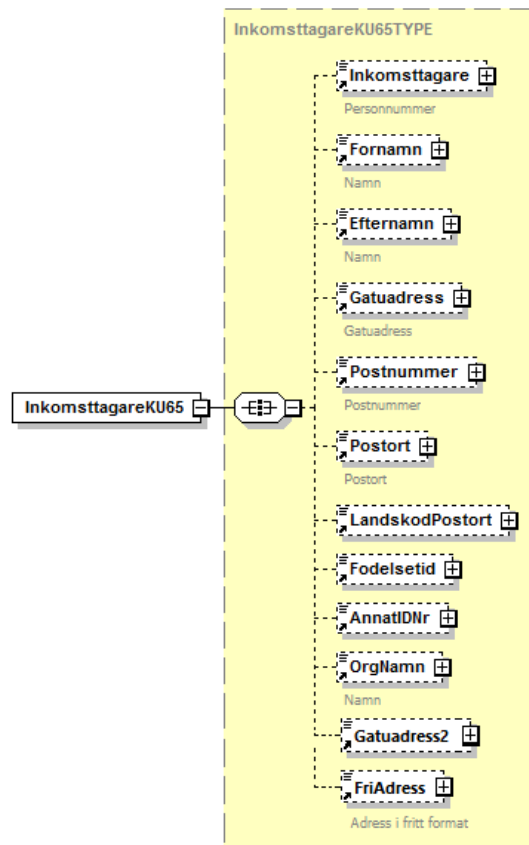 InkomsttagareKU65TYPE
Inkomsttagare
Personnummer
Fornamn
Namn
Efternamn
Namn
Gatuadress
Gatuadress
Postnummer
Postnummer
InkomsttagareKU65
Postort
Postort
LandskodPostort
Fodelsetid
AnnatIDNr
OrgNamn
Namn
Gatuadress2
FriAdress
Adress i fritt format